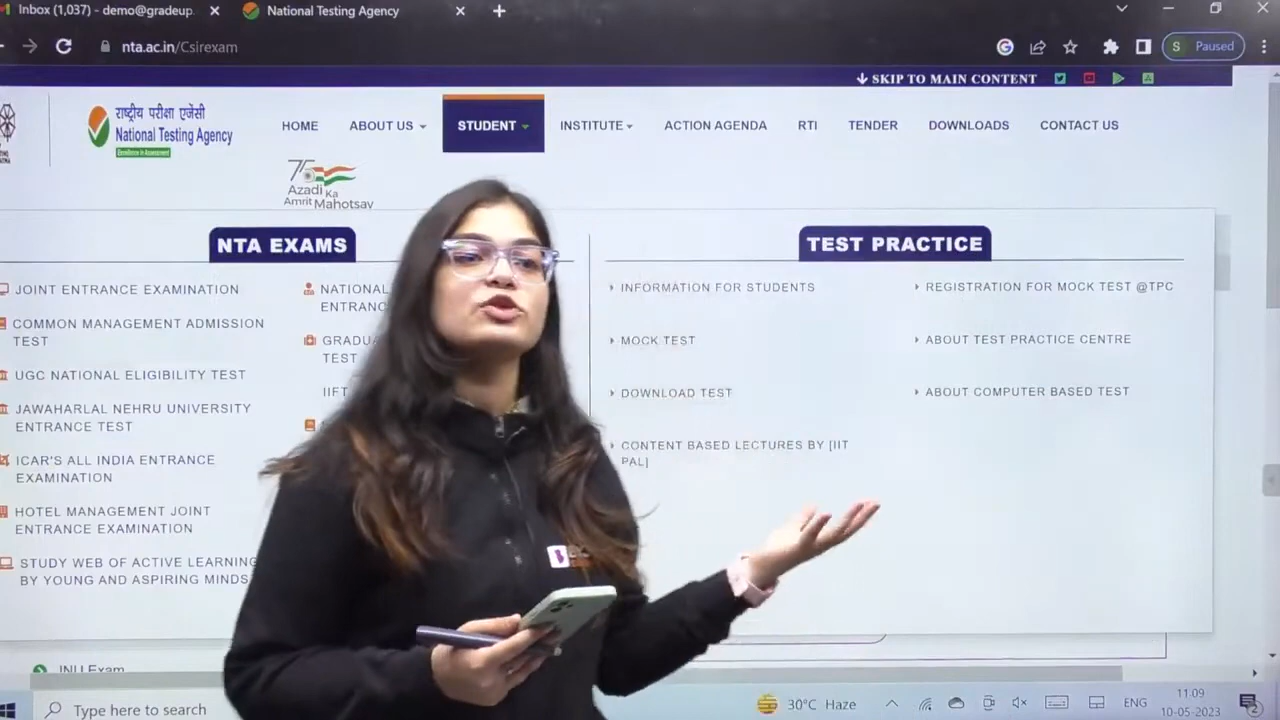 Inbox (1,037) - demo@gradeup.
National Testing Agency
nta.ac.in/Csirexam
S Paused
SKIP TO MAIN CONTENT
राष्ट्रीय परीक्षा एजेंसी
National Testing Agency
Excellence in Assessment
HOME
ABOUT US
STUDENT
INSTITUTE
ACTION AGENDA
RTI
TENDER
DOWNLOADS
CONTACT US
75
Azadi Ka
Amrit Mahotsav
NTA EXAMS
JOINT ENTRANCE EXAMINATION
COMMON MANAGEMENT ADMISSION
TEST
UGC NATIONAL ELIGIBILITY TEST
JAWAHARLAL NEHRU UNIVERSITY
ENTRANCE TEST
ICAR'S ALL INDIA ENTRANCE
EXAMINATION
HOTEL MANAGEMENT JOINT
ENTRANCE EXAMINATION
STUDY WEB OF ACTIVE LEARNING
BY YOUNG AND ASPIRING MINDS
NATIONAL
TEST
IIFT
TEST PRACTICE
INFORMATION FOR STUDENTS
MOCK TEST
DOWNLOAD TEST
CONTENT BASED LECTURES BY [IIT
PAL]
REGISTRATION FOR MOCK TEST @TPC
ABOUT TEST PRACTICE CENTRE
ABOUT COMPUTER BASED TEST
JNU Exam
Type here to search
30°C Haze
ENG
11.09
10-05-2023
2